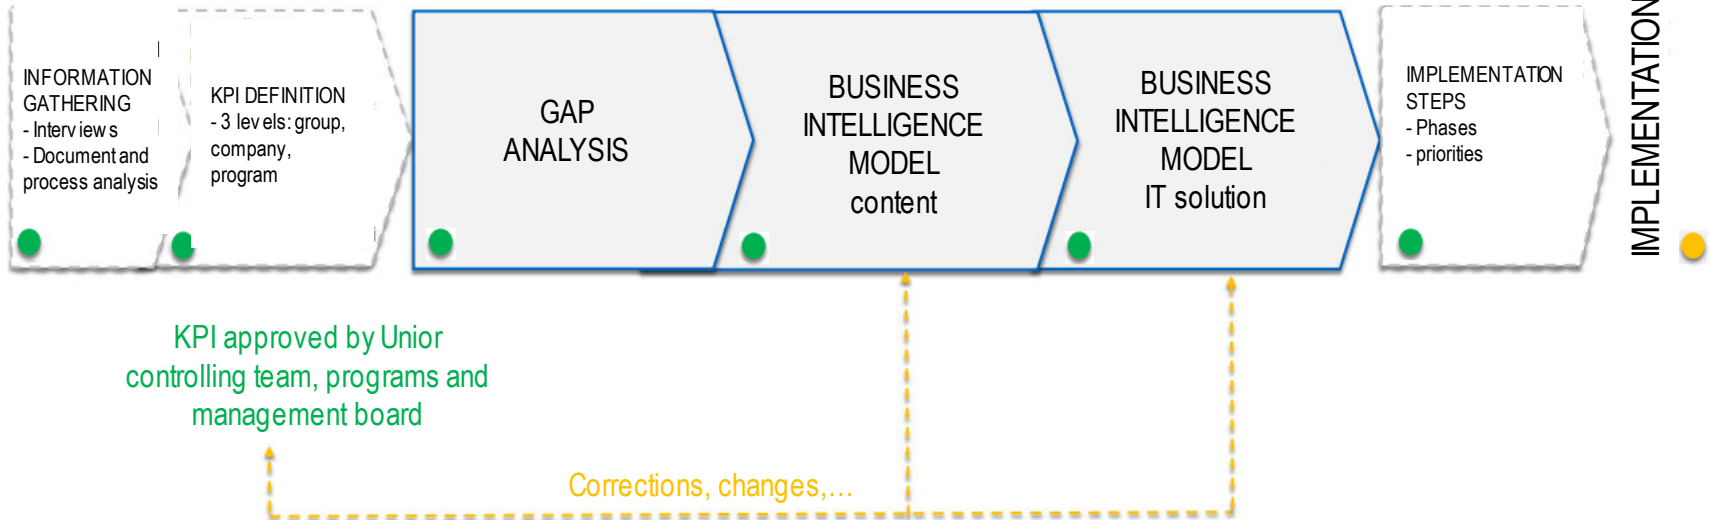 INFORMATION
GATHERING
- Interviews
- Document and
process analysis
KPI DEFINITION
- 3 levels: group,
company,
program
GAP
ANALYSIS
BUSINESS
INTELLIGENCE
MODEL
content
BUSINESS
INTELLIGENCE
MODEL
IT solution
IMPLEMENTATION
STEPS
- Phases
- priorities
IMPLEMENTATION
KPI approved by Unior
controlling team, programs and
management board
Corrections, changes,...